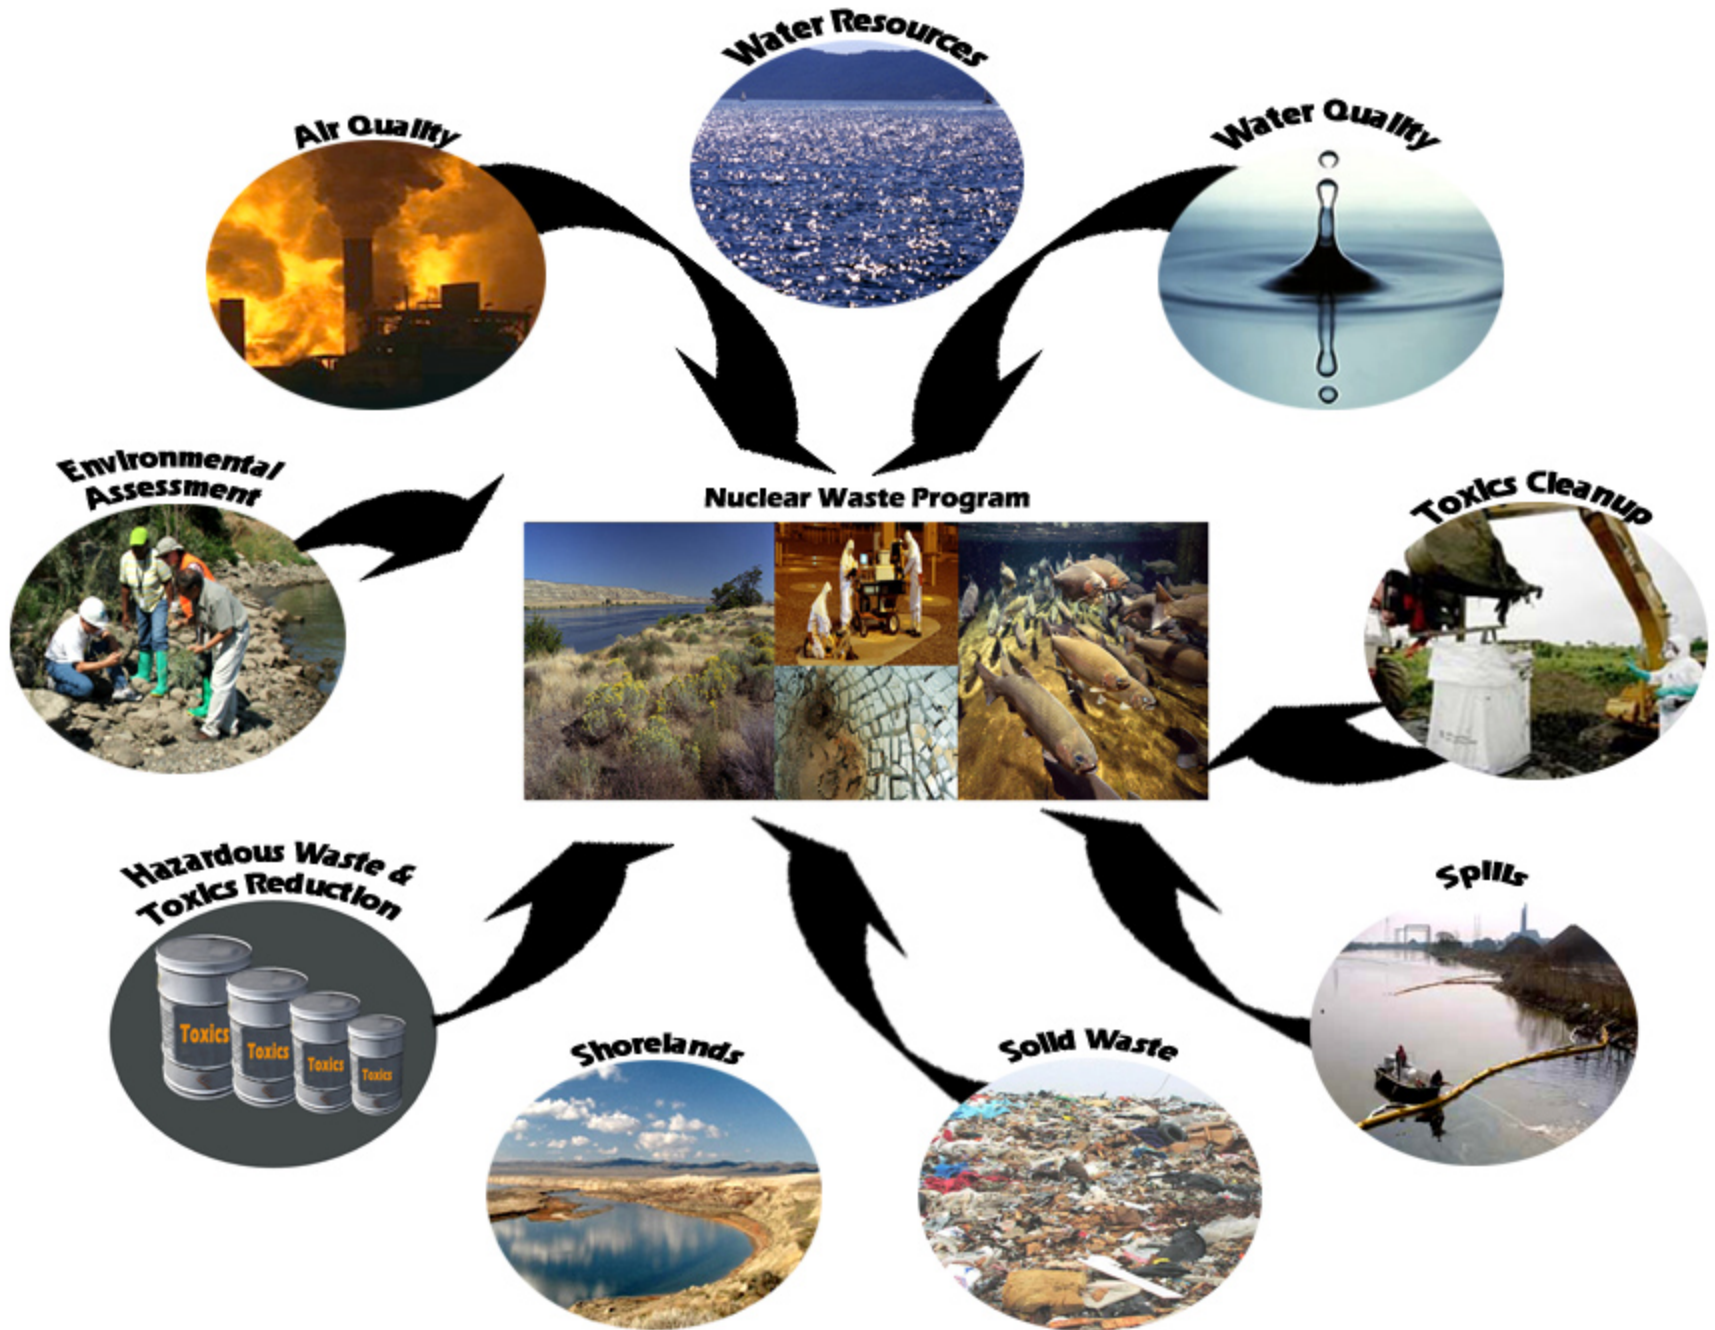 Water Resources
Air Quality
Water Quality
Environmental
Assessment
Nuclear Waste Program
Toxics Cleanup
Hazardous Waste &
Toxics Reduction
Toxics
Toxics
Toxics
Toxics
Spills
Shorelands
Solid Waste